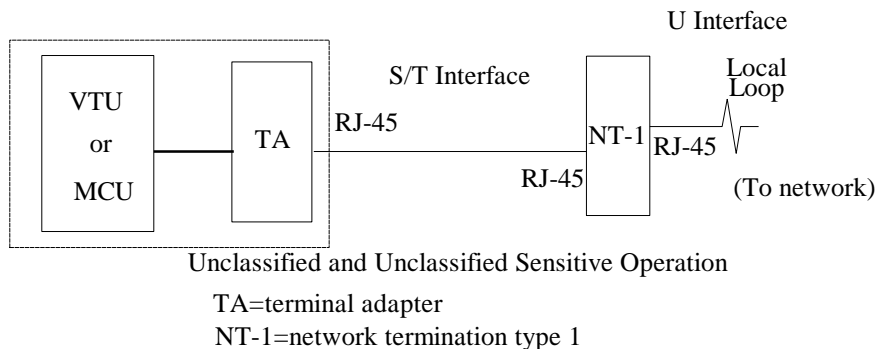 U Interface
S/T Interface
Local
Loop
VTU
or
MCU
TA
RJ-45
NT-1
RJ-45
RJ-45
(To network)
Unclassified and Unclassified Sensitive Operation
TA=terminal adapter
NT-1=network termination type 1